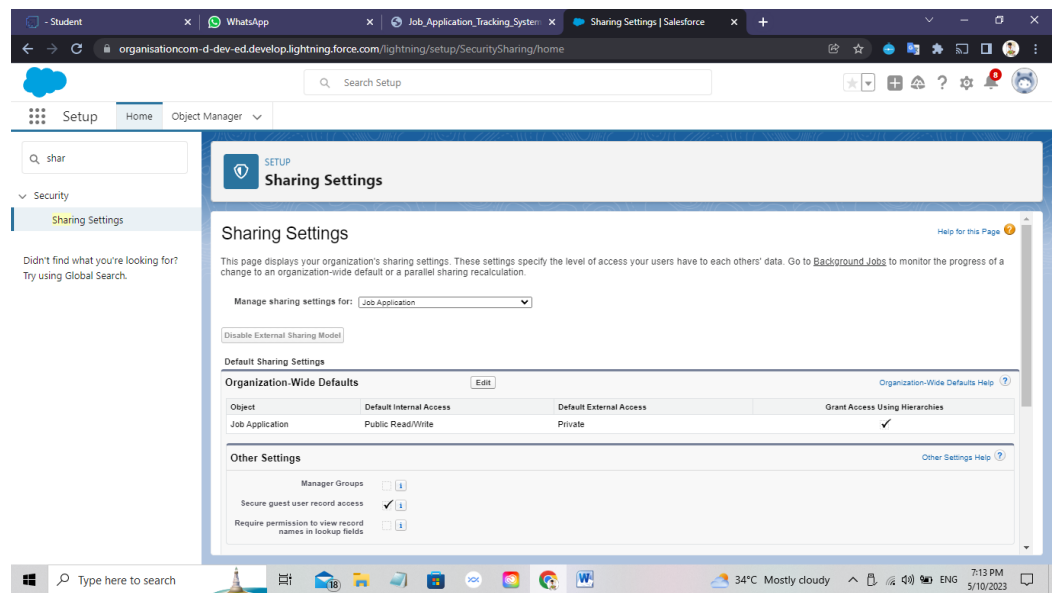 - Student
WhatsApp
Job_Application_Tracking_System
Sharing Settings | Salesforce
organisationcom-d-dev-ed.develop.lightning.force.com/lightning/setup/SecuritySharing/home
Search Setup
8
Setup
Home
Object Manager
shar
SETUP
Sharing Settings
Security
Sharing Settings
Didn't find what you're looking for?
Try using Global Search.
Sharing Settings
Help for this Page ?
This page displays your organization's sharing settings. These settings specify the level of access your users have to each others' data. Go to Background Jobs to monitor the progress of a
change to an organization-wide default or a parallel sharing recalculation.
Manage sharing settings for: Job Application
Disable External Sharing Model
Default Sharing Settings
Organization-Wide Defaults Edit Organization-Wide Defaults Help ?
Object Default Internal Access Default External Access Grant Access Using Hierarchies
Job Application Public Read/Write Private ✓
Other Settings Other Settings Help ?
Manager Groups i
Secure guest user record access ✓ i
Require permission to view record
names in lookup fields i
Type here to search
18
34°C Mostly cloudy
ENG
7:13 PM
5/10/2023